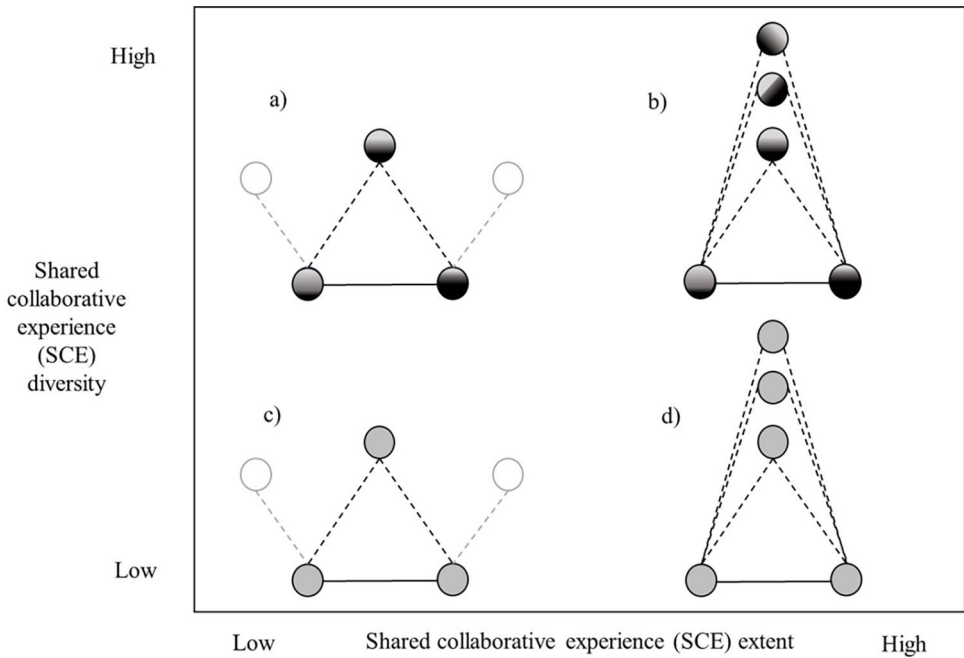 High
a)
b)
Shared
collaborative
experience
(SCE)
diversity
c)
d)
Low
Low
Shared collaborative experience (SCE) extent
High